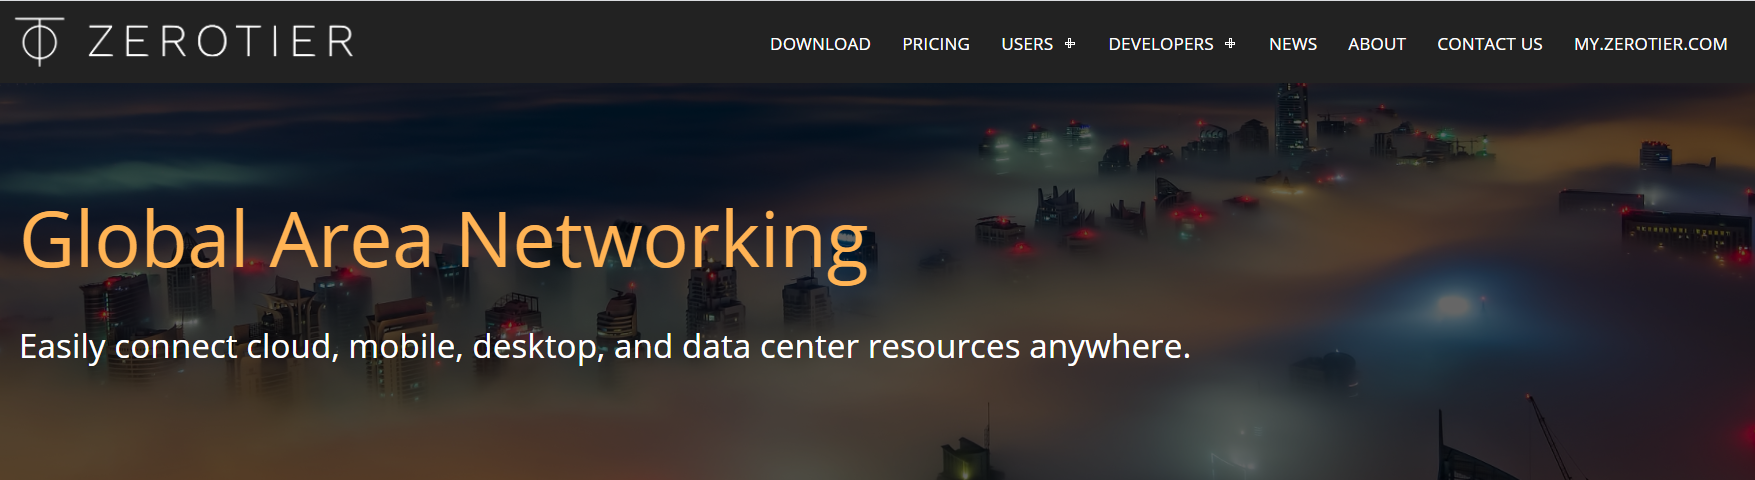 ZEROTIER
DOWNLOAD PRICING USERS DEVELOPERS NEWS ABOUT CONTACT US MY.ZEROTIER.COM
Global Area Networking
Easily connect cloud, mobile, desktop, and data center resources anywhere.